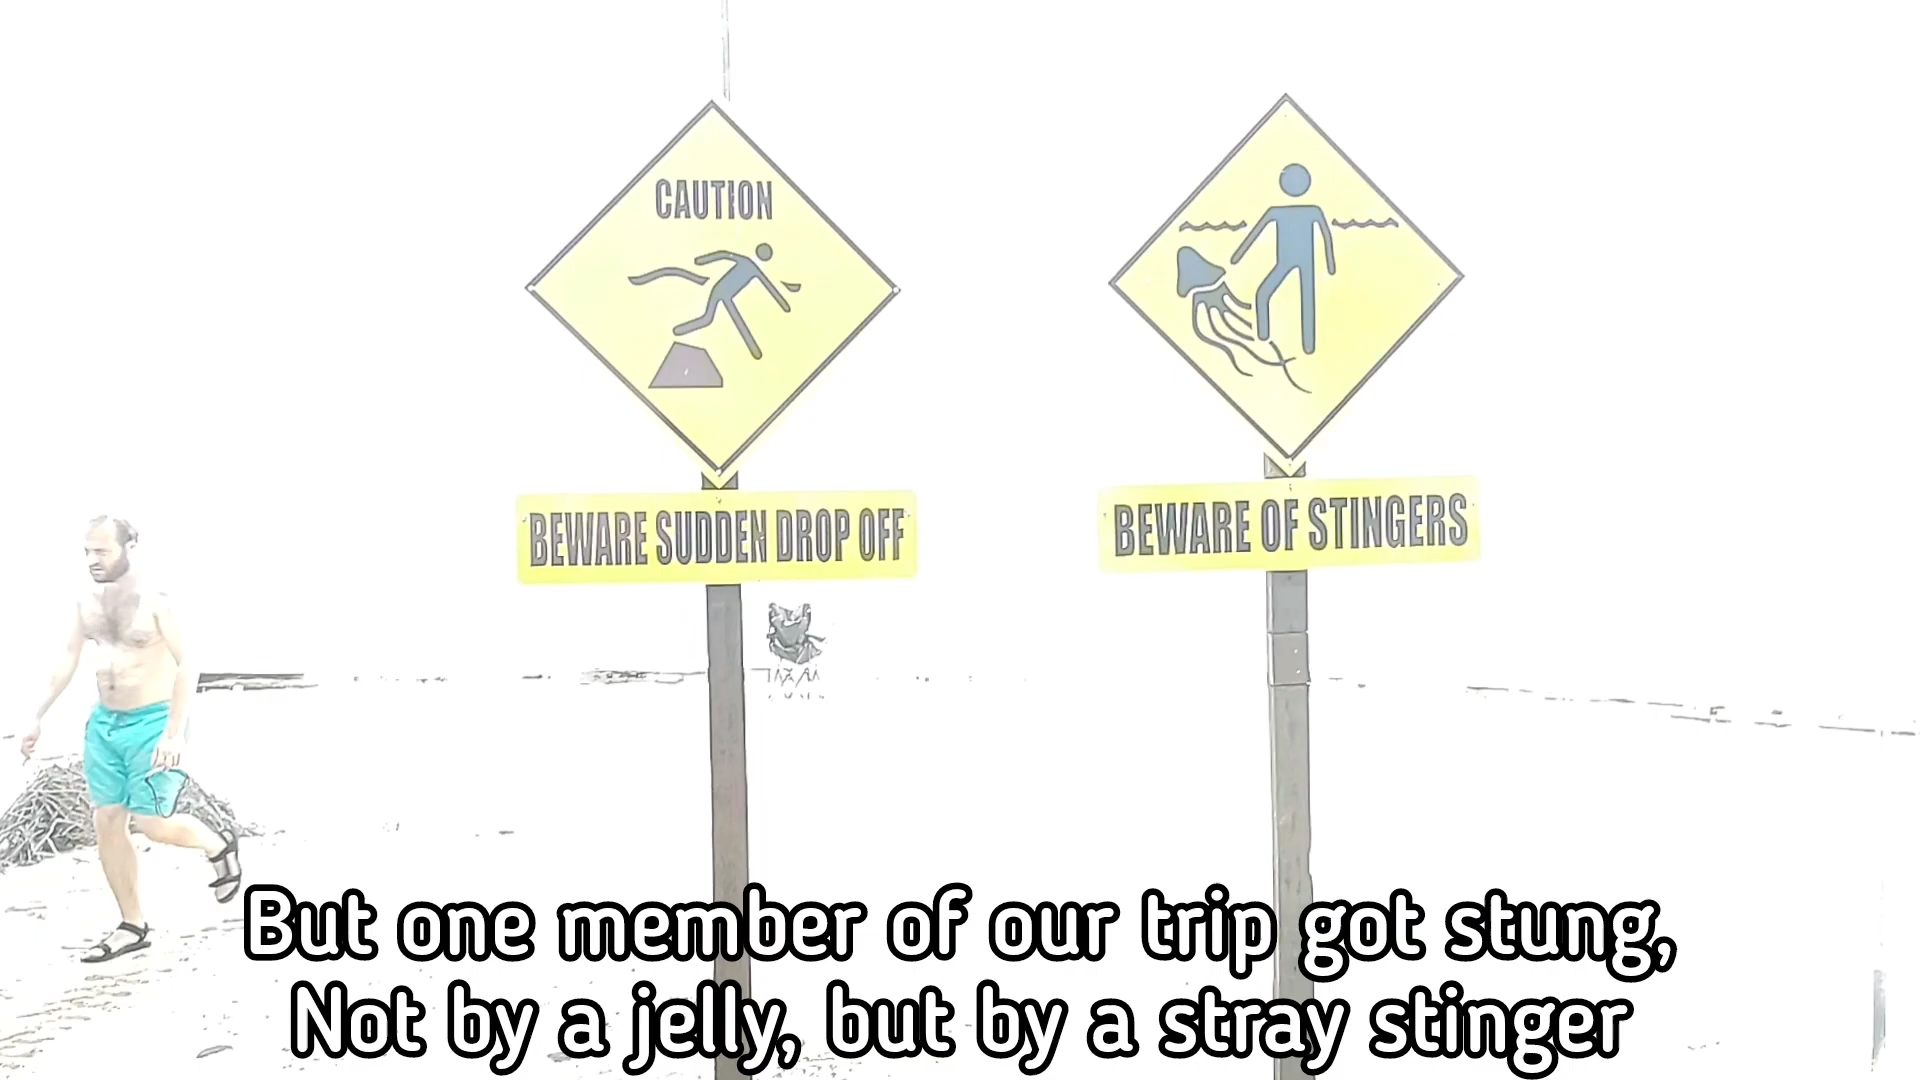 CAUTION
BEWARE SUDDEN DROP OFF
BEWARE OF STINGERS
But one member of our trip got stung,
Not by a jelly, but by a stray stinger